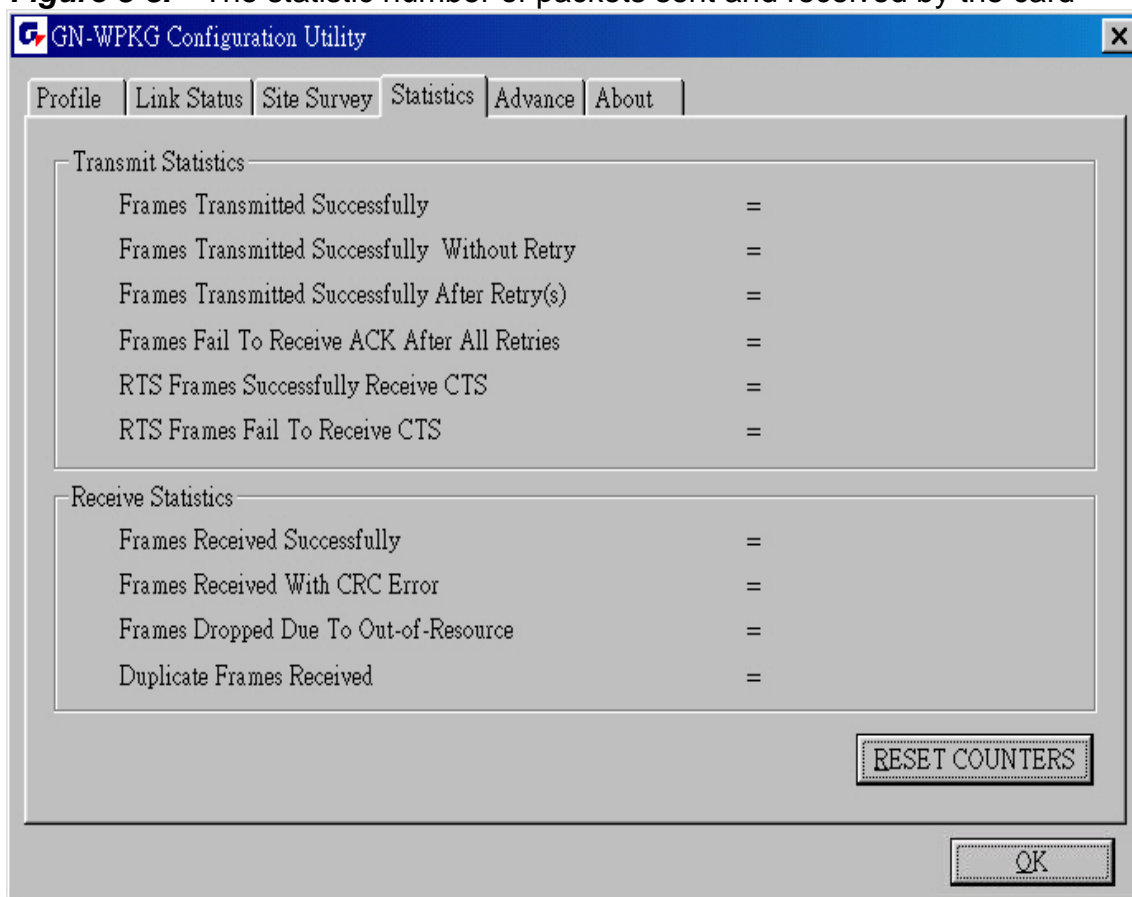 The statistic number of packets sent and received by the card
GN-WPKG Configuration Utility
Profile Link Status Site Survey Statistics Advance About
Transmit Statistics
Frames Transmitted Successfully =
Frames Transmitted Successfully Without Retry =
Frames Transmitted Successfully After Retry(s) =
Frames Fail To Receive ACK After All Retries =
RTS Frames Successfully Receive CTS =
RTS Frames Fail To Receive CTS =
Receive Statistics
Frames Received Successfully =
Frames Received With CRC Error =
Frames Dropped Due To Out-of-Resource =
Duplicate Frames Received =
RESET COUNTERS
OK